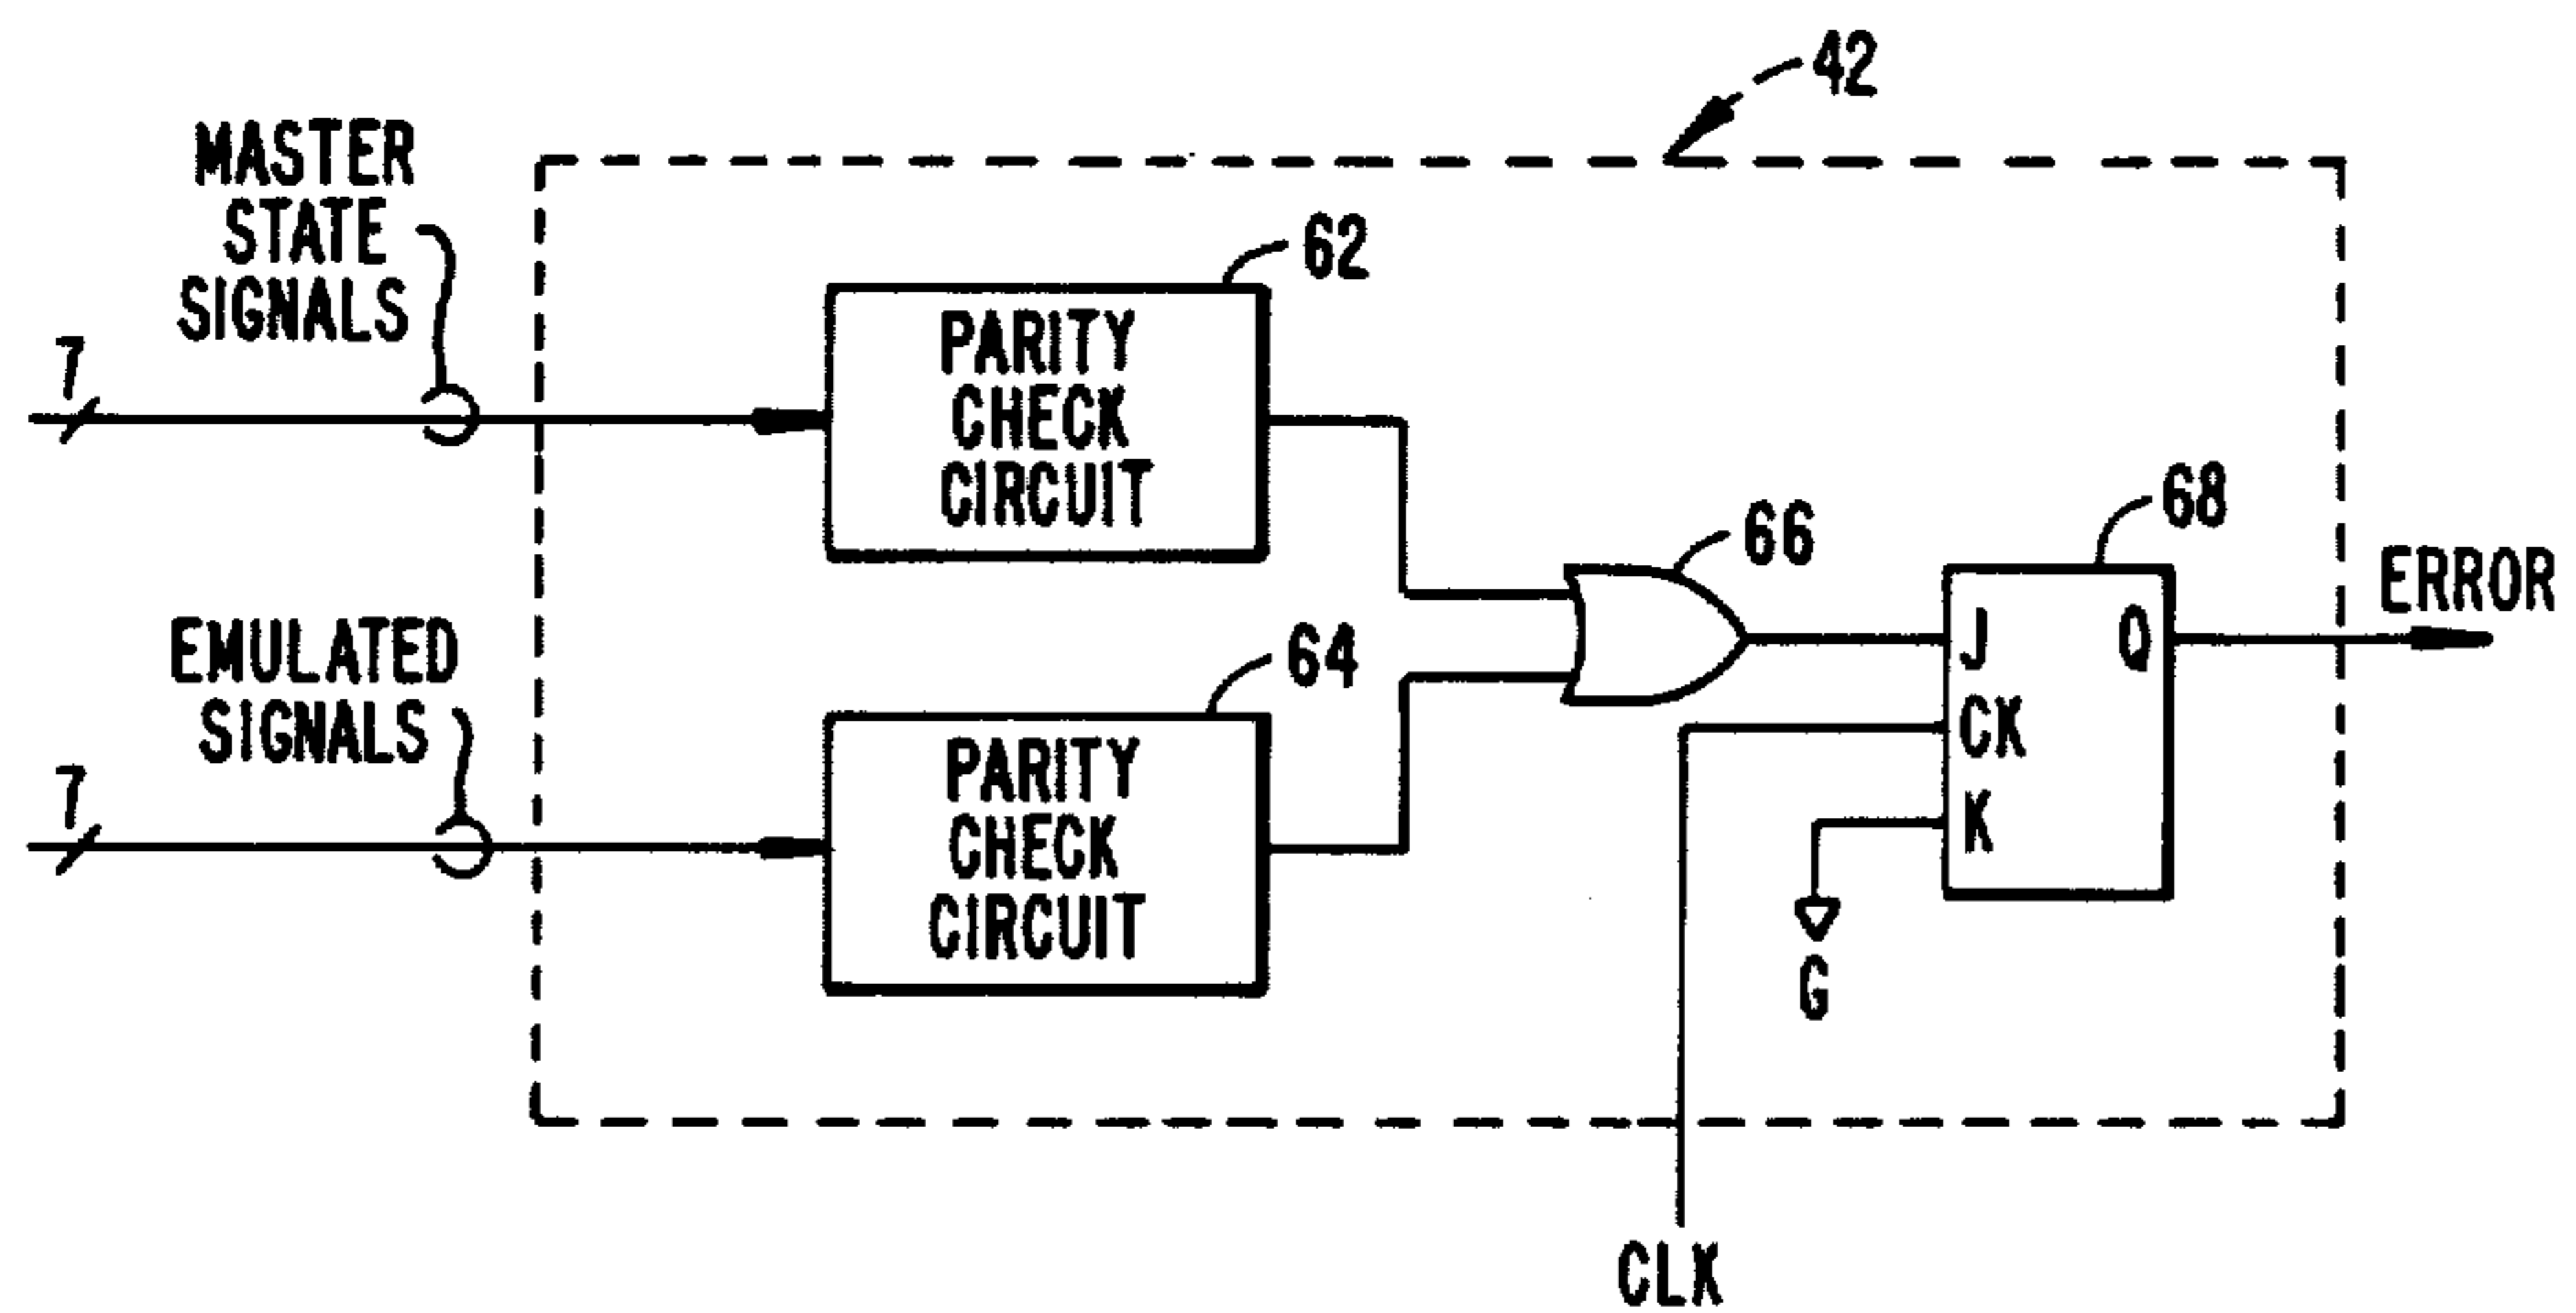 42
MASTER
STATE
SIGNALS
7
62
PARITY
CHECK
CIRCUIT
68
66
ERROR
EMULATED
SIGNALS
7
64
PARITY
CHECK
CIRCUIT
J Q
CK
K
G
CLK